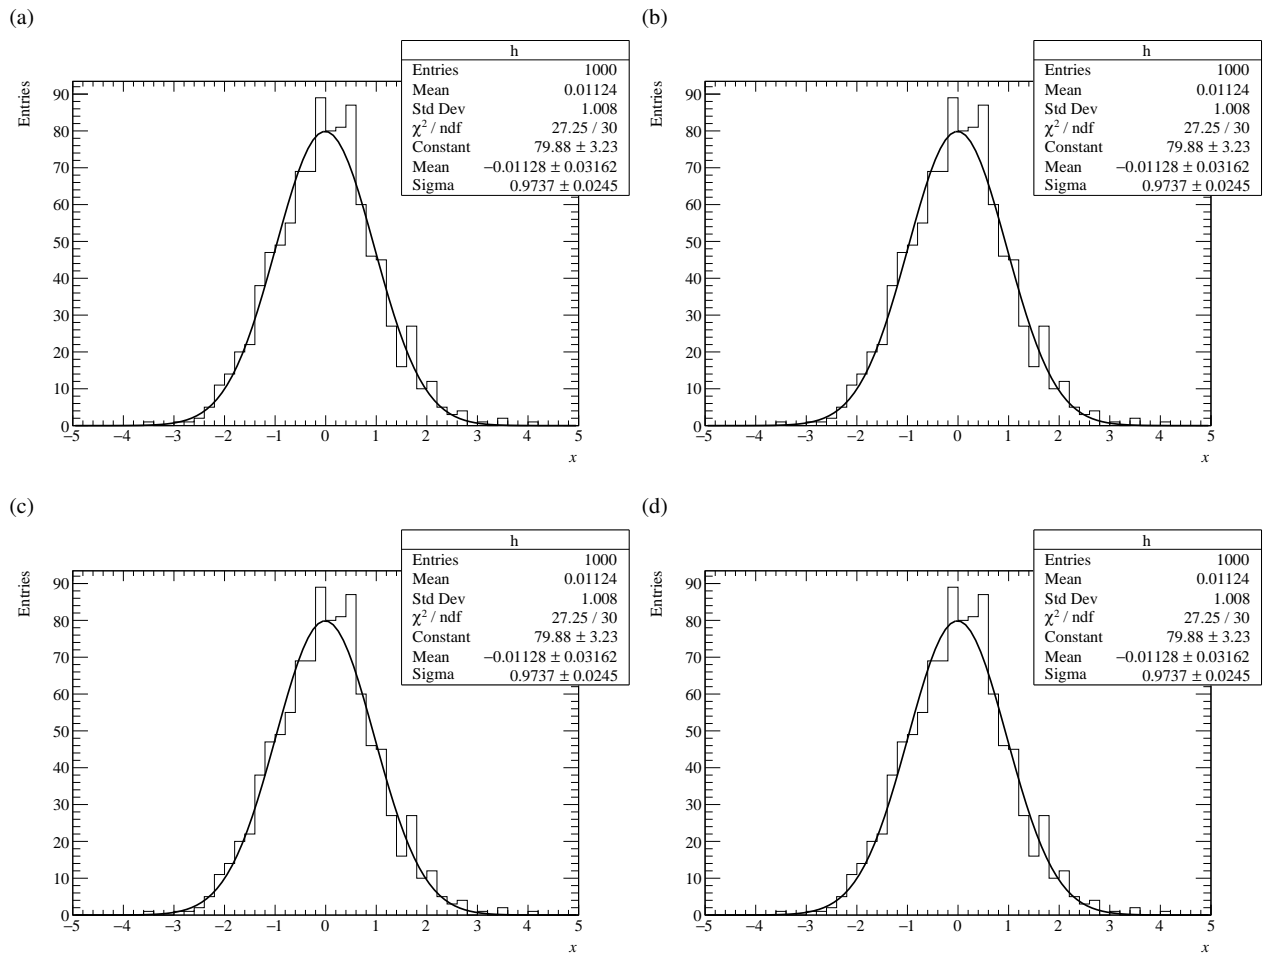 (a)
h
Entries 1000
Mean 0.01124
Std Dev 1.008
χ² / ndf 27.25 / 30
Constant 79.88 ± 3.23
Mean −0.01128 ± 0.03162
Sigma 0.9737 ± 0.0245
Entries
90
80
70
60
50
40
30
20
10
0
−5 −4 −3 −2 −1 0 1 2 3 4 5
x
(b)
h
Entries 1000
Mean 0.01124
Std Dev 1.008
χ² / ndf 27.25 / 30
Constant 79.88 ± 3.23
Mean −0.01128 ± 0.03162
Sigma 0.9737 ± 0.0245
Entries
90
80
70
60
50
40
30
20
10
0
−5 −4 −3 −2 −1 0 1 2 3 4 5
x
(c)
h
Entries 1000
Mean 0.01124
Std Dev 1.008
χ² / ndf 27.25 / 30
Constant 79.88 ± 3.23
Mean −0.01128 ± 0.03162
Sigma 0.9737 ± 0.0245
Entries
90
80
70
60
50
40
30
20
10
0
−5 −4 −3 −2 −1 0 1 2 3 4 5
x
(d)
h
Entries 1000
Mean 0.01124
Std Dev 1.008
χ² / ndf 27.25 / 30
Constant 79.88 ± 3.23
Mean −0.01128 ± 0.03162
Sigma 0.9737 ± 0.0245
Entries
90
80
70
60
50
40
30
20
10
0
−5 −4 −3 −2 −1 0 1 2 3 4 5
x